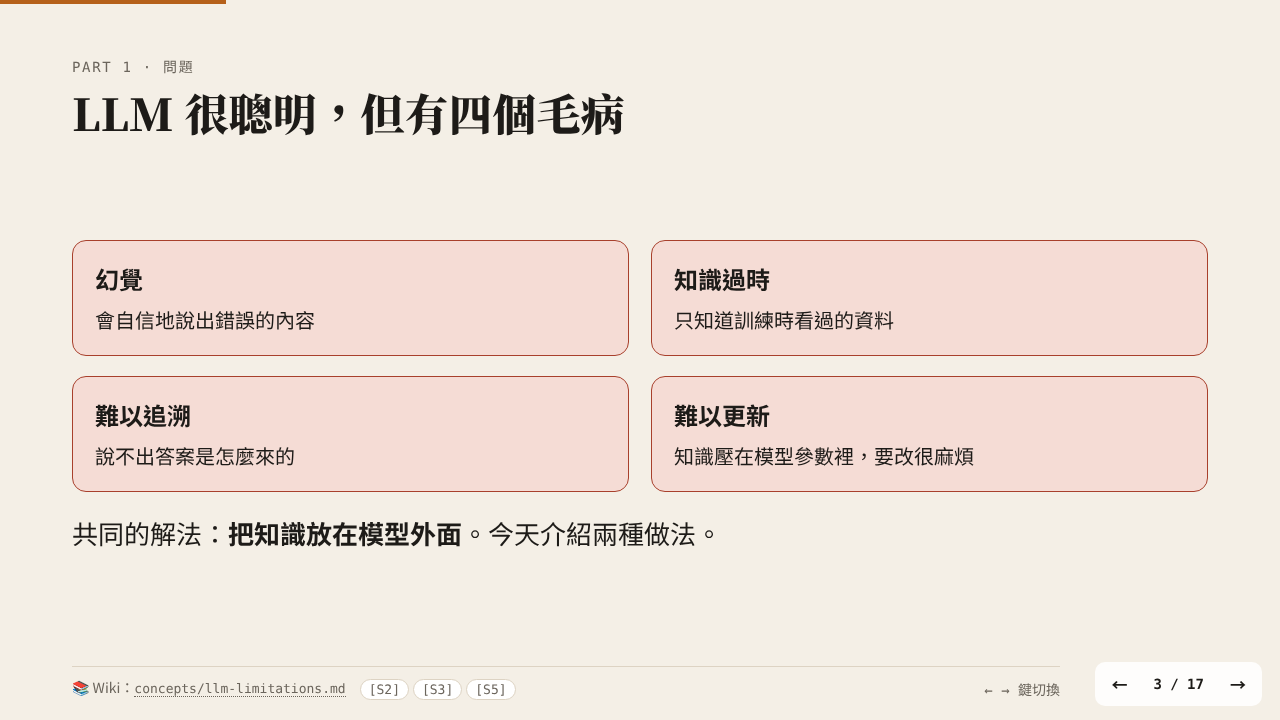 PART 1 · 問題
LLM 很聰明，但有四個毛病
幻覺
會自信地說出錯誤的內容
知識過時
只知道訓練時看過的資料
難以追溯
說不出答案是怎麼來的
難以更新
知識壓在模型參數裡，要改很麻煩
共同的解法：把知識放在模型外面。今天介紹兩種做法。
📚 Wiki：concepts/llm-limitations.md [S2] [S3] [S5]
← → 鍵切換
← 3 / 17 →